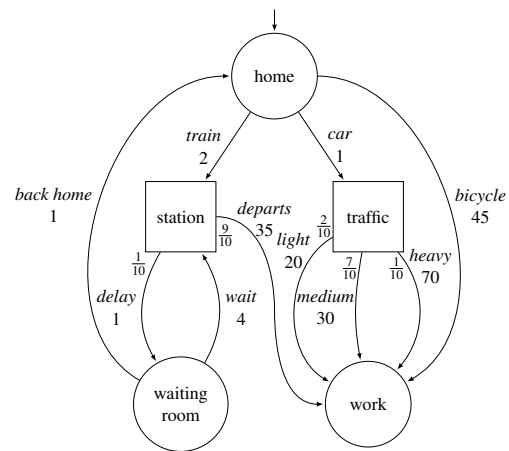 home
train
2
car
1
back home
1
bicycle
45
station
departs
35
traffic
9/10
2/10
light
20
1/10
7/10
1/10
heavy
70
delay
1
wait
4
medium
30
waiting
room
work